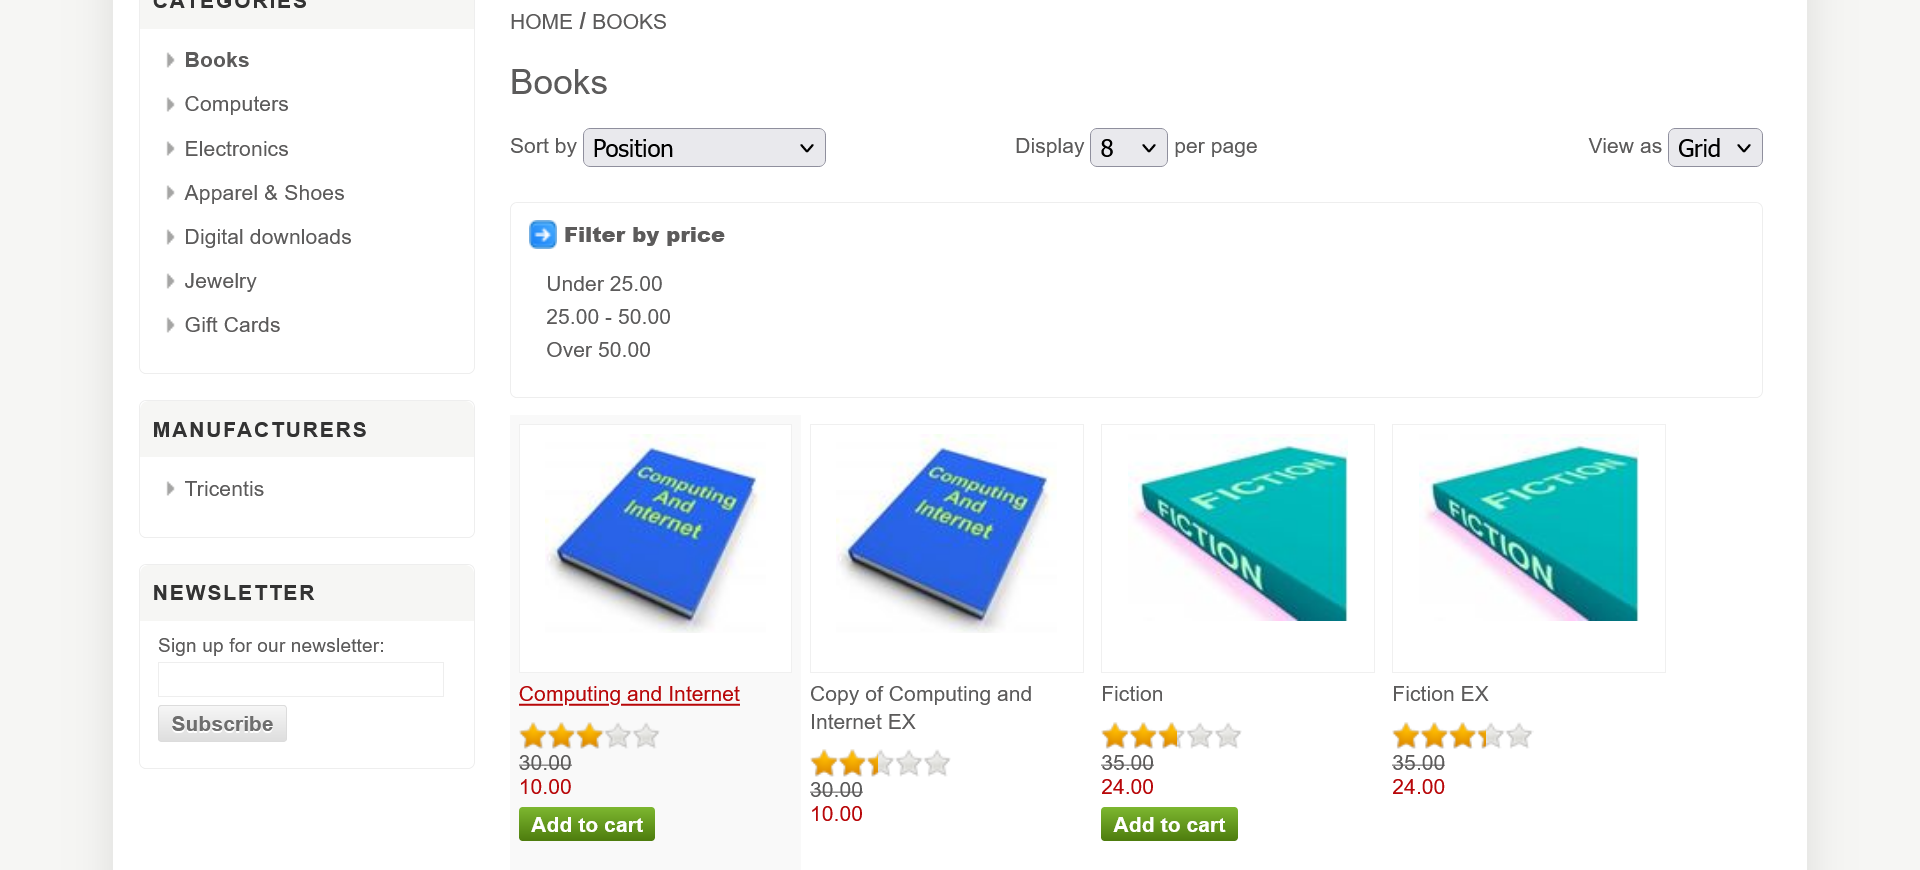 CATEGORIES
Books
Computers
Electronics
Apparel & Shoes
Digital downloads
Jewelry
Gift Cards
MANUFACTURERS
Tricentis
NEWSLETTER
Sign up for our newsletter:
Subscribe
HOME / BOOKS
Books
Sort by Position
Display 8 per page
View as Grid
Filter by price
Under 25.00
25.00 - 50.00
Over 50.00
Computing
And
Internet
Computing and Internet
30.00
10.00
Add to cart
Computing
And
Internet
Copy of Computing and
Internet EX
30.00
10.00
FICTION
FICTION
Fiction
35.00
24.00
Add to cart
FICTION
FICTION
Fiction EX
35.00
24.00